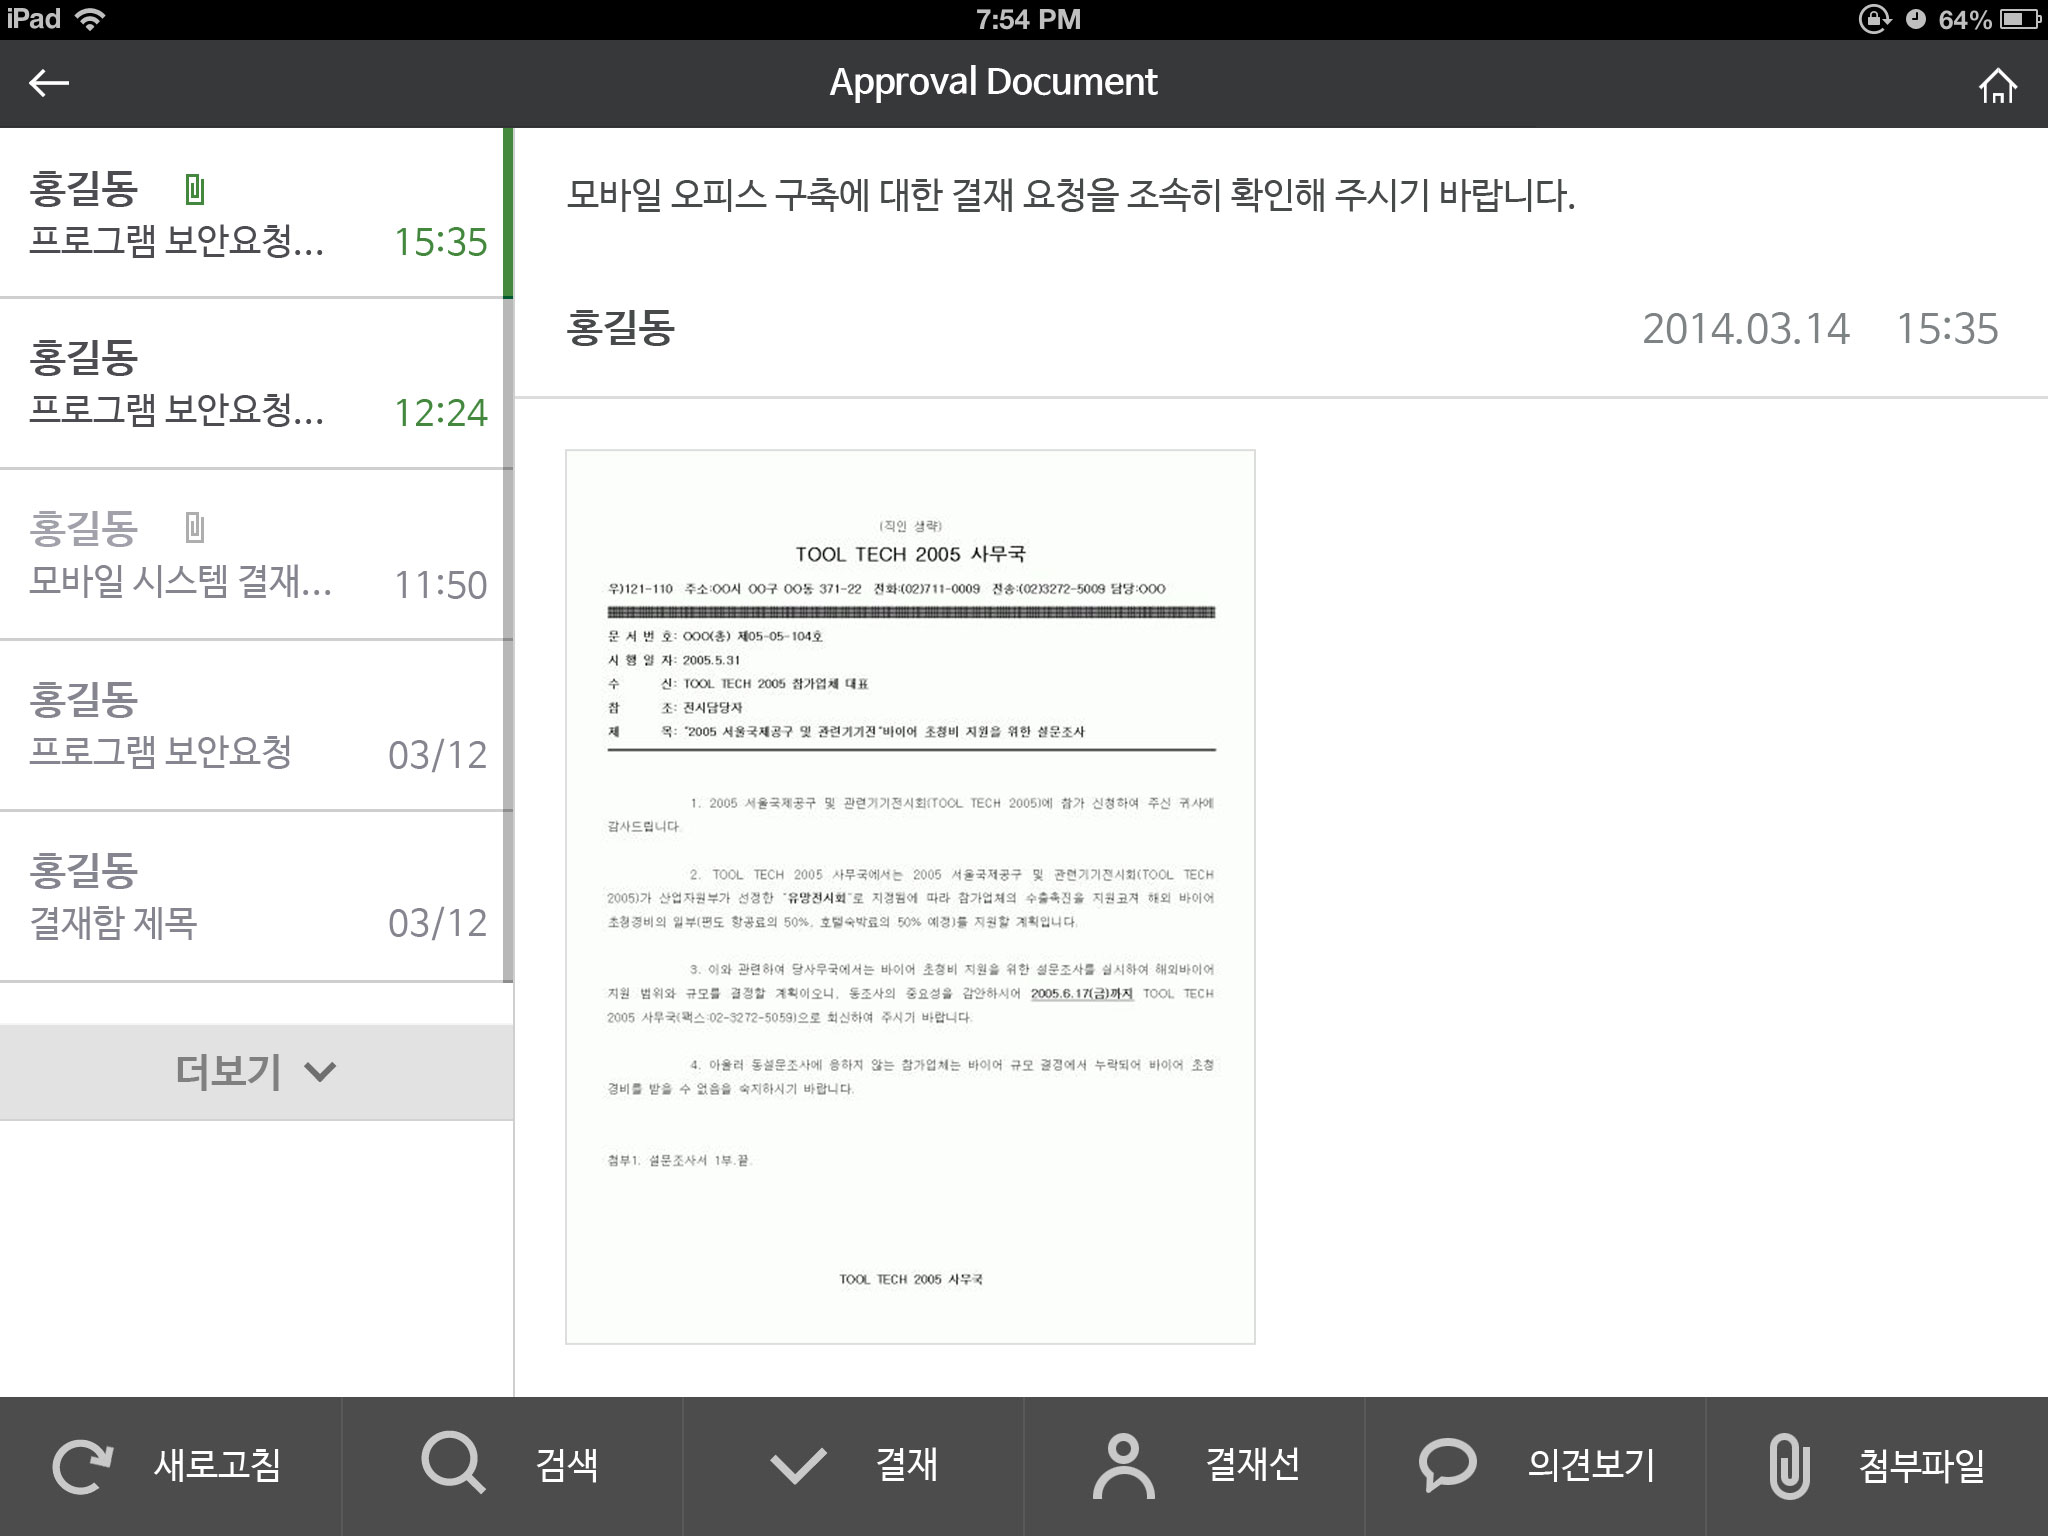 iPad
7:54 PM
64%
Approval Document
홍길동
프로그램 보안요청...
15:35
홍길동
프로그램 보안요청...
12:24
홍길동
모바일 시스템 결재...
11:50
홍길동
프로그램 보안요청
03/12
홍길동
결재함 제목
03/12
더보기
모바일 오피스 구축에 대한 결재 요청을 조속히 확인해 주시기 바랍니다.
홍길동
2014.03.14 15:35
(직인 생략)
TOOL TECH 2005 사무국
우)121-110 주소:OO시 OO구 OO동 371-22 전화:(02)711-0009 전송:(02)3272-5009 담당:OOO
문 서 번 호: OOO(총) 제05-05-104호
시 행 일 자: 2005.5.31
수 신: TOOL TECH 2005 참가업체 대표
참 조: 전시담당자
제 목: "2005 서울국제공구 및 관련기기전"바이어 초청비 지원을 위한 설문조사
1. 2005 서울국제공구 및 관련기기전시회(TOOL TECH 2005)에 참가 신청하여 주신 귀사에
감사드립니다.
2. TOOL TECH 2005 사무국에서는 2005 서울국제공구 및 관련기기전시회(TOOL TECH
2005)가 산업자원부가 선정한 "유망전시회"로 지정됨에 따라 참가업체의 수출촉진을 지원코져 해외 바이어
초청경비의 일부(편도 항공료의 50%, 호텔숙박료의 50% 예정)를 지원할 계획입니다.
3. 이와 관련하여 당사무국에서는 바이어 초청비 지원을 위한 설문조사를 실시하여 해외바이어
지원 범위와 규모를 결정할 계획이오니, 동조사의 중요성을 감안하시어 2005.6.17(금)까지 TOOL TECH
2005 사무국(팩스:02-3272-5059)으로 회신하여 주시기 바랍니다.
4. 아울러 동설문조사에 응하지 않는 참가업체는 바이어 규모 결정에서 누락되어 바이어 초청
경비를 받을 수 없음을 숙지하시기 바랍니다.
첨부1. 설문조사서 1부.끝.
TOOL TECH 2005 사무국
새로고침
검색
결재
결재선
의견보기
첨부파일